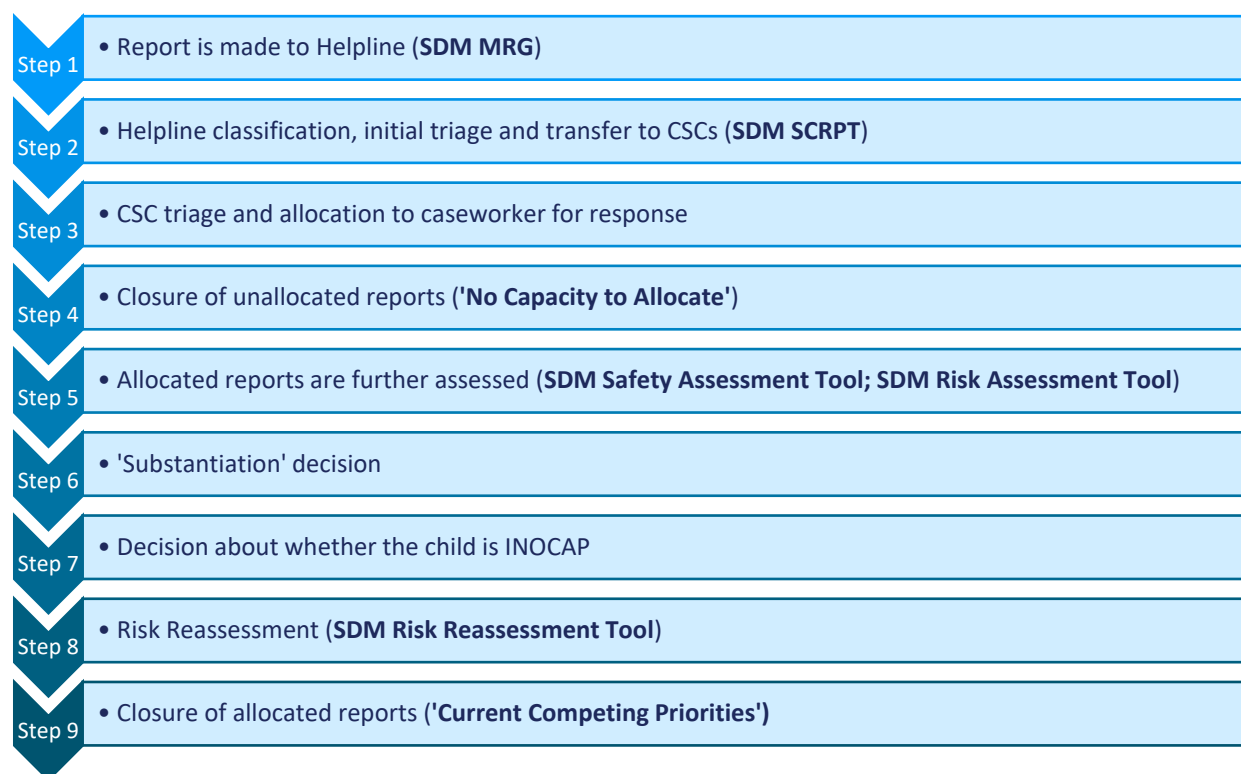 Step 1
• Report is made to Helpline (SDM MRG)
Step 2
• Helpline classification, initial triage and transfer to CSCs (SDM SCRPT)
Step 3
• CSC triage and allocation to caseworker for response
Step 4
• Closure of unallocated reports ('No Capacity to Allocate')
Step 5
• Allocated reports are further assessed (SDM Safety Assessment Tool; SDM Risk Assessment Tool)
Step 6
• 'Substantiation' decision
Step 7
• Decision about whether the child is INOCAP
Step 8
• Risk Reassessment (SDM Risk Reassessment Tool)
Step 9
• Closure of allocated reports ('Current Competing Priorities')